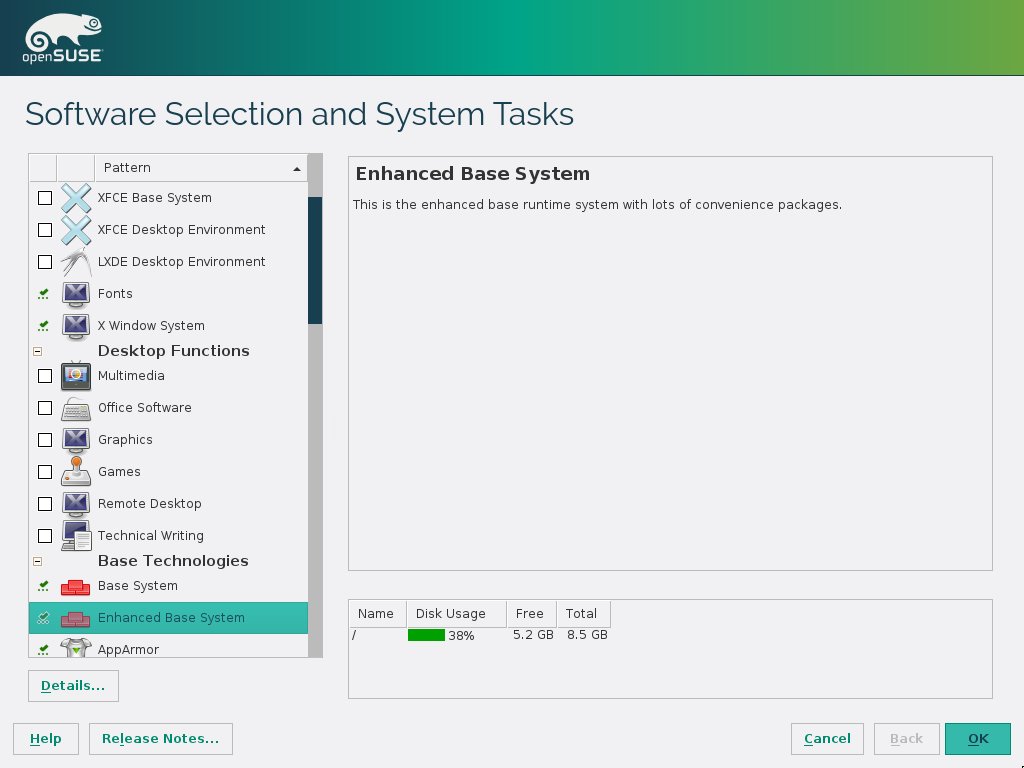 openSUSE
Software Selection and System Tasks
Pattern
XFCE Base System
XFCE Desktop Environment
LXDE Desktop Environment
Fonts
X Window System
Desktop Functions
Multimedia
Office Software
Graphics
Games
Remote Desktop
Technical Writing
Base Technologies
Base System
Enhanced Base System
AppArmor
Details...
Enhanced Base System
This is the enhanced base runtime system with lots of convenience packages.
Name Disk Usage Free Total
/ 38% 5.2 GB 8.5 GB
Help Release Notes... Cancel Back OK